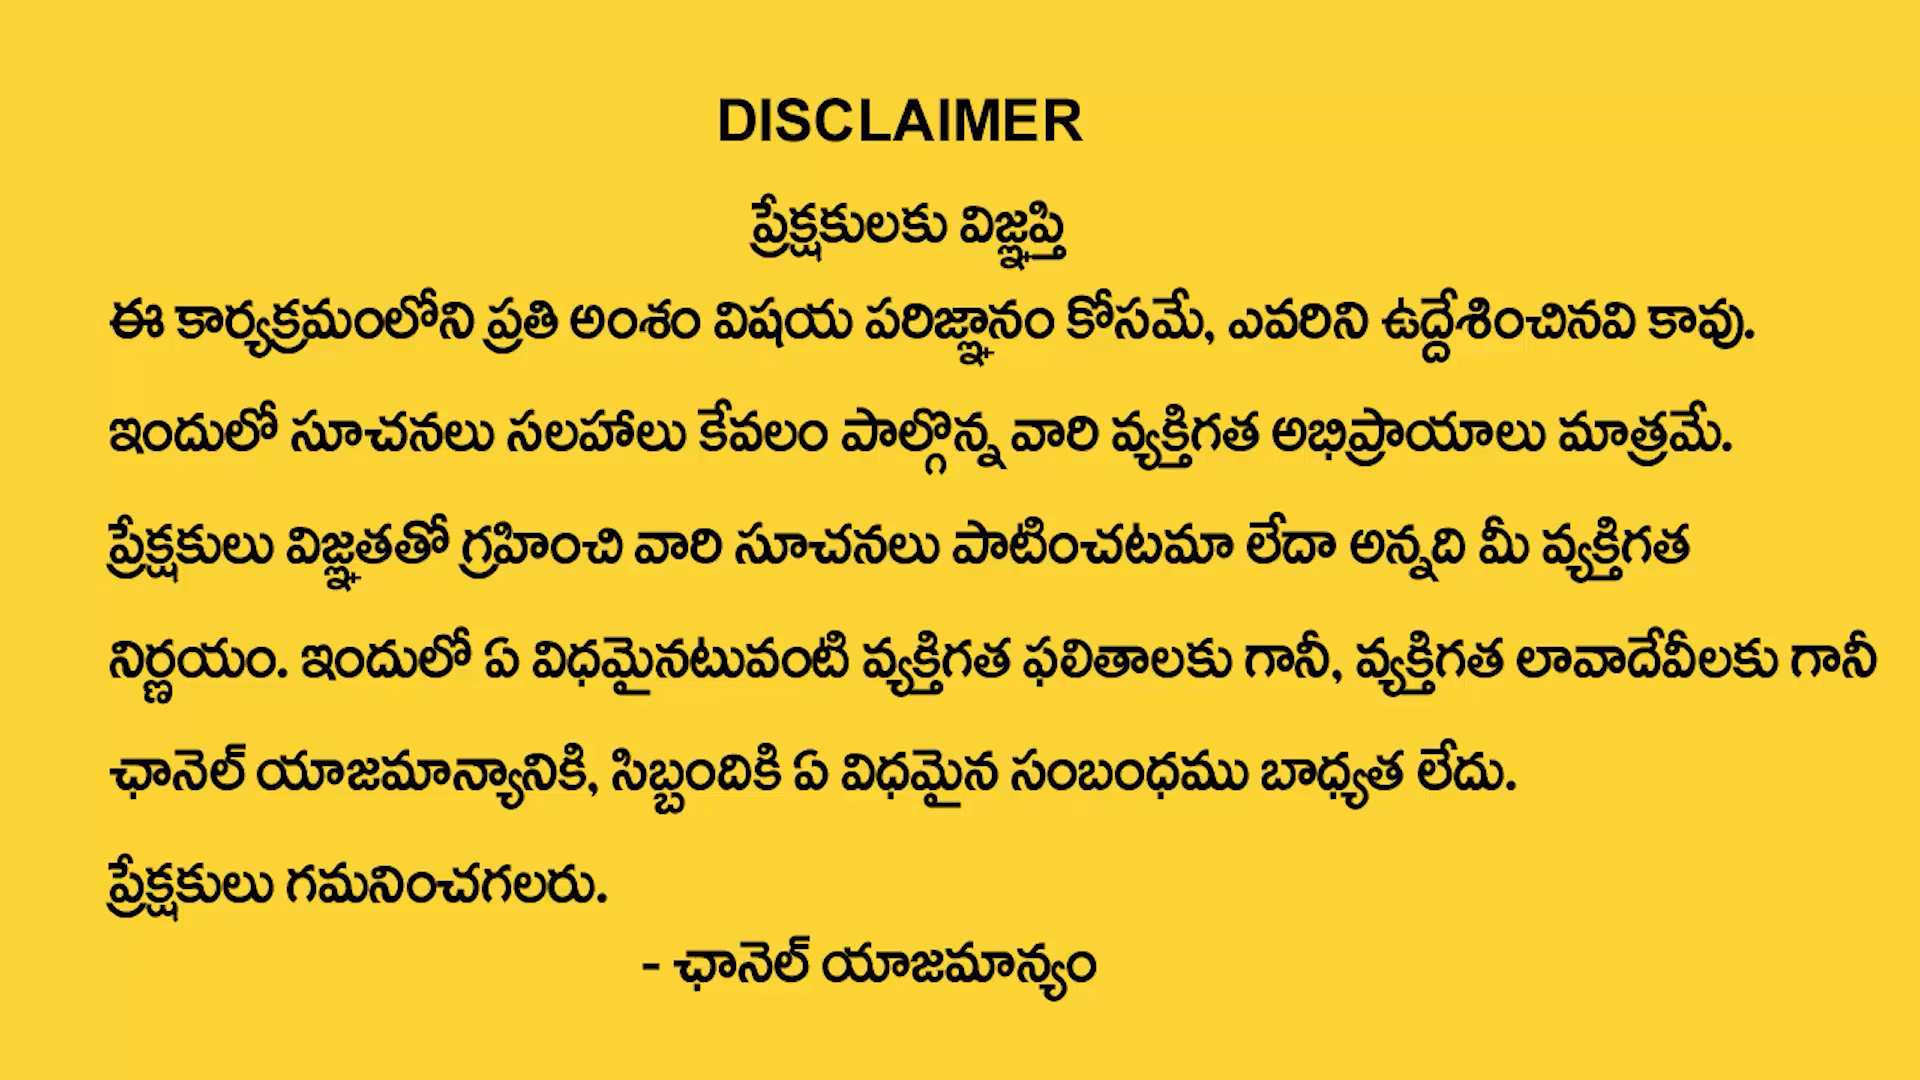 DISCLAIMER
ప్రేక్షకులకు విజ్ఞప్తి
ఈ కార్యక్రమంలోని ప్రతి అంశం విషయ పరిజ్ఞానం కోసమే, ఎవరిని ఉద్దేశించినవి కావు.
ఇందులో సూచనలు సలహాలు కేవలం పాల్గొన్న వారి వ్యక్తిగత అభిప్రాయాలు మాత్రమే.
ప్రేక్షకులు విజ్ఞతతో గ్రహించి వారి సూచనలు పాటించటమా లేదా అన్నది మీ వ్యక్తిగత
నిర్ణయం. ఇందులో ఏ విధమైనటువంటి వ్యక్తిగత ఫలితాలకు గానీ, వ్యక్తిగత లావాదేవీలకు గానీ
ఛానెల్ యాజమాన్యానికి, సిబ్బందికి ఏ విధమైన సంబంధము బాధ్యత లేదు.
ప్రేక్షకులు గమనించగలరు.
- ఛానెల్ యాజమాన్యం